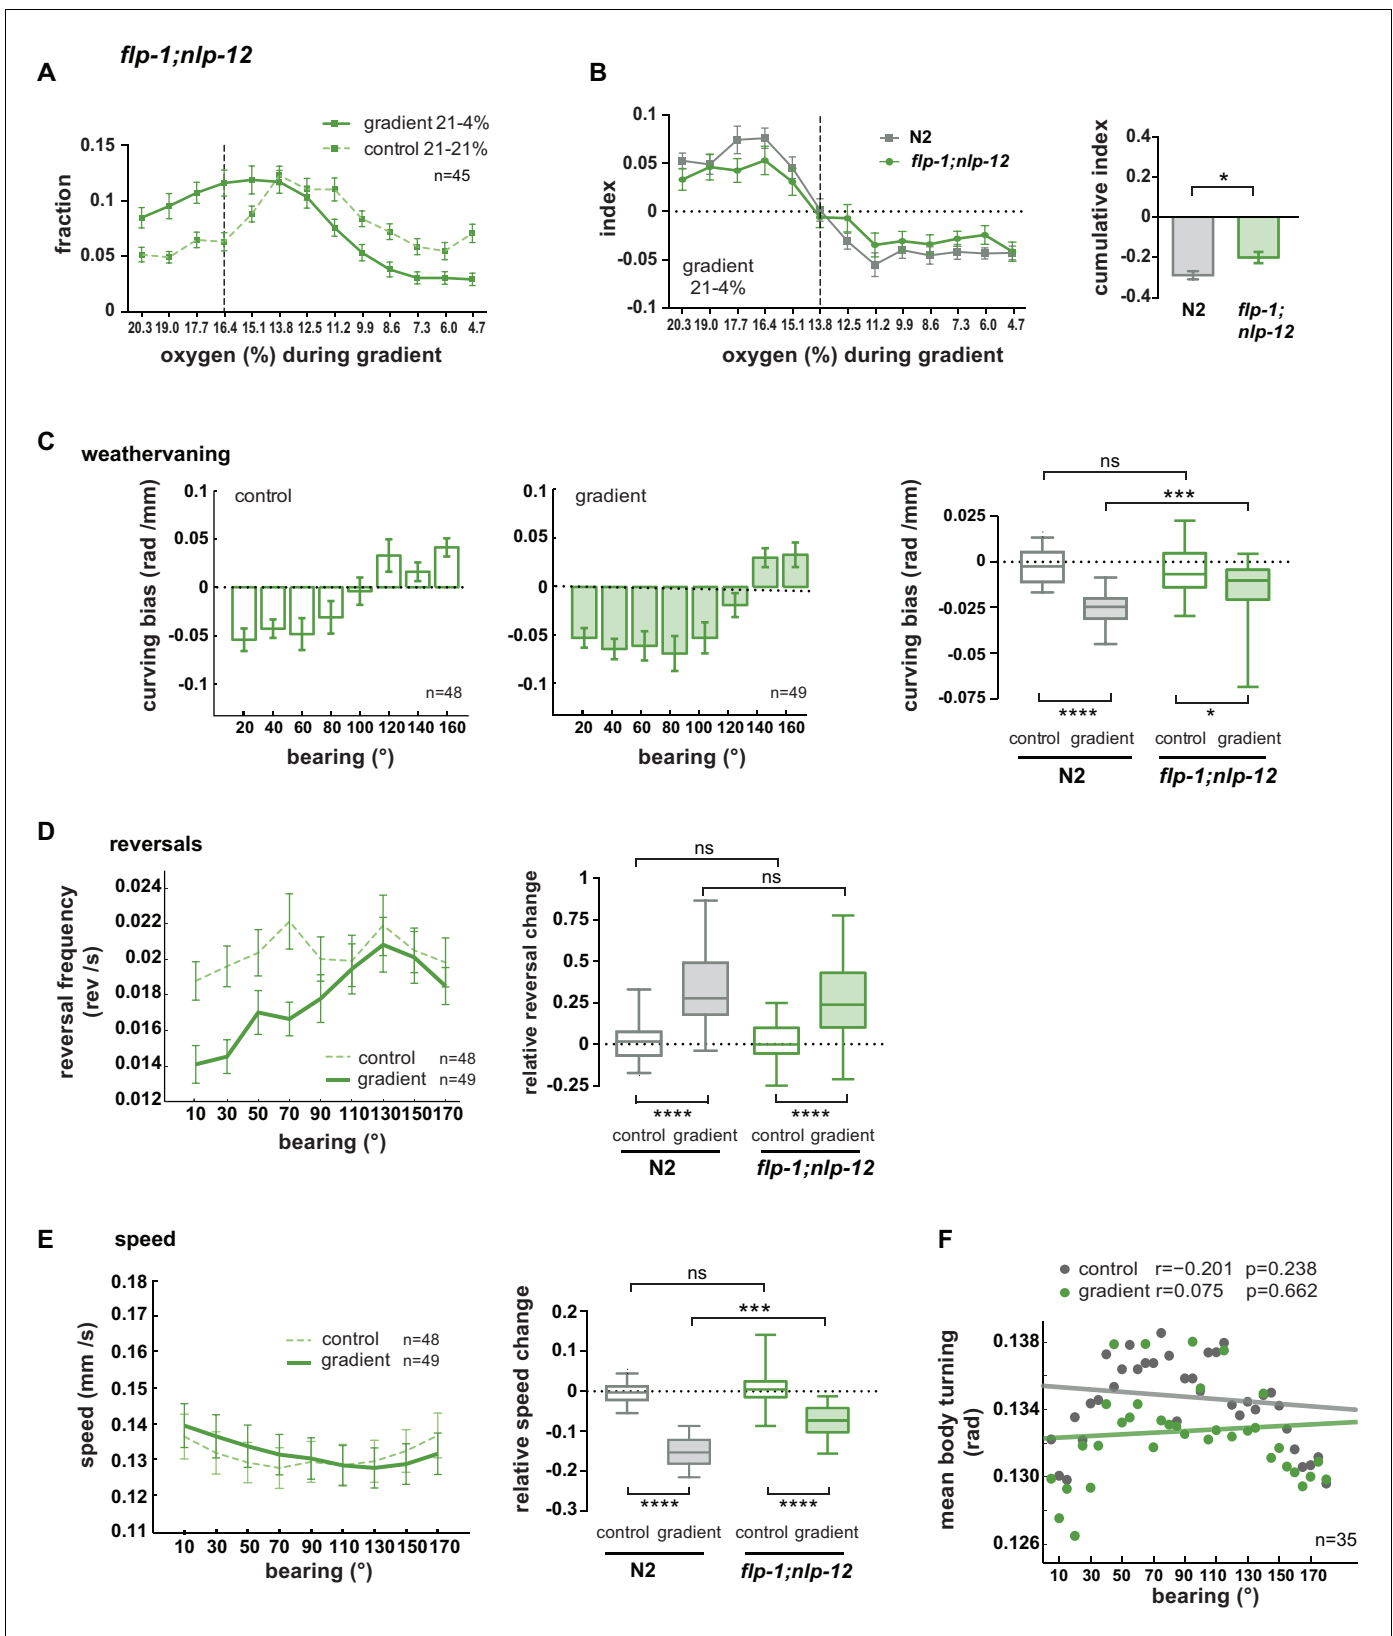 flp-1;nlp-12
A
gradient 21-4%
control 21-21%
n=45
fraction
0.15
0.1
0.05
0
20.3 19.0 17.7 16.4 15.1 13.8 12.5 11.2 9.9 8.6 7.3 6.0 4.7
oxygen (%) during gradient
B
N2
flp-1;nlp-12
index
0.1
0.05
0
-0.05
-0.1
gradient
21-4%
20.3 19.0 17.7 16.4 15.1 13.8 12.5 11.2 9.9 8.6 7.3 6.0 4.7
oxygen (%) during gradient
cumulative index
0.4
0.2
0
-0.2
-0.4
*
N2
flp-1;
nlp-12
C
weathervaning
curving bias (rad /mm)
0.1
0.05
0
-0.05
-0.1
control
n=48
20 40 60 80 100 120 140 160
bearing (°)
0.1
0.05
0
-0.05
-0.1
gradient
n=49
20 40 60 80 100 120 140 160
bearing (°)
curving bias (rad /mm)
0.025
0
-0.025
-0.05
-0.075
ns
***
****
*
control gradient
control gradient
N2
flp-1;nlp-12
D
reversals
reversal frequency
(rev /s)
0.024
0.022
0.02
0.018
0.016
0.014
0.012
control n=48
gradient n=49
10 30 50 70 90 110 130 150 170
bearing (°)
relative reversal change
1
0.75
0.5
0.25
0
-0.25
ns
ns
****
****
control gradient
control gradient
N2
flp-1;nlp-12
E
speed
speed (mm /s)
0.18
0.17
0.16
0.15
0.14
0.13
0.12
0.11
control n=48
gradient n=49
10 30 50 70 90 110 130 150 170
bearing (°)
relative speed change
0.2
0.1
0
-0.1
-0.2
-0.3
ns
***
****
****
control gradient
control gradient
N2
flp-1;nlp-12
F
control r=−0.201 p=0.238
gradient r=0.075 p=0.662
mean body turning
(rad)
0.138
0.134
0.130
0.126
n=35
10 30 50 70 90 110 130 150 170
bearing (°)